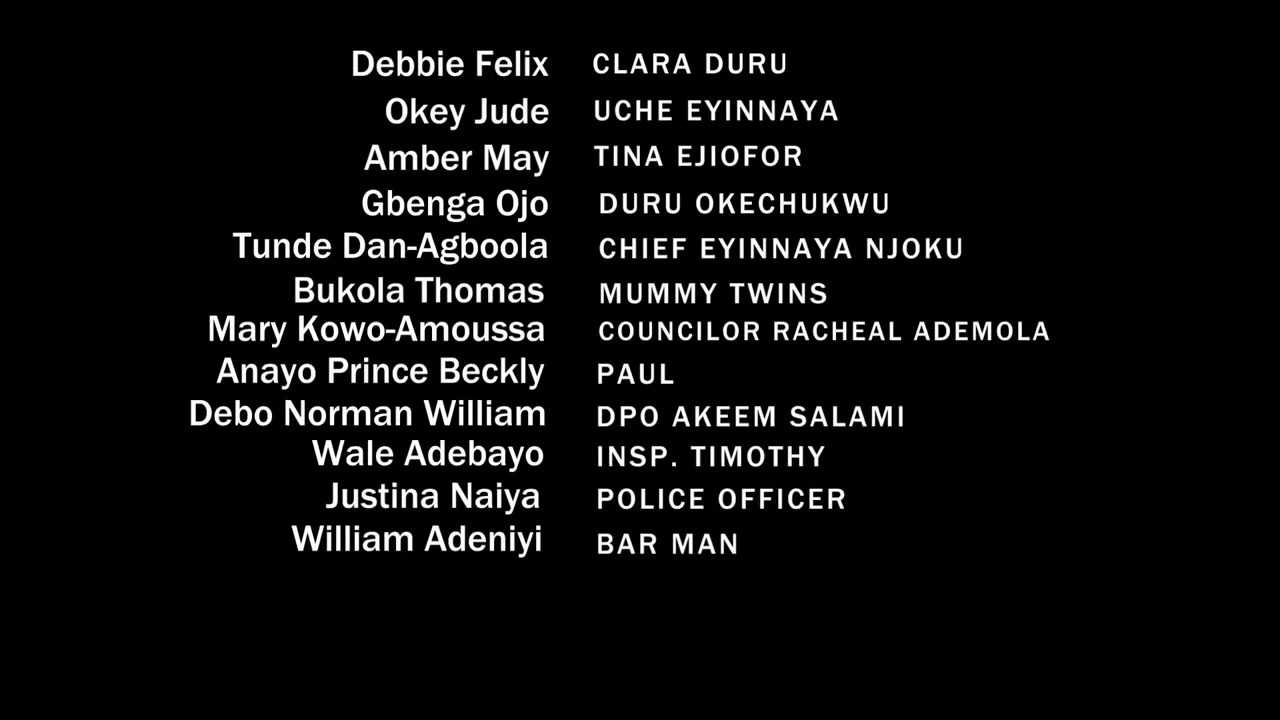 Debbie Felix CLARA DURU
Okey Jude UCHE EYINNAYA
Amber May TINA EJIOFOR
Gbenga Ojo DURU OKECHUKWU
Tunde Dan-Agboola CHIEF EYINNAYA NJOKU
Bukola Thomas MUMMY TWINS
Mary Kowo-Amoussa COUNCILOR RACHEAL ADEMOLA
Anayo Prince Beckly PAUL
Debo Norman William DPO AKEEM SALAMI
Wale Adebayo INSP. TIMOTHY
Justina Naiya POLICE OFFICER
William Adeniyi BAR MAN